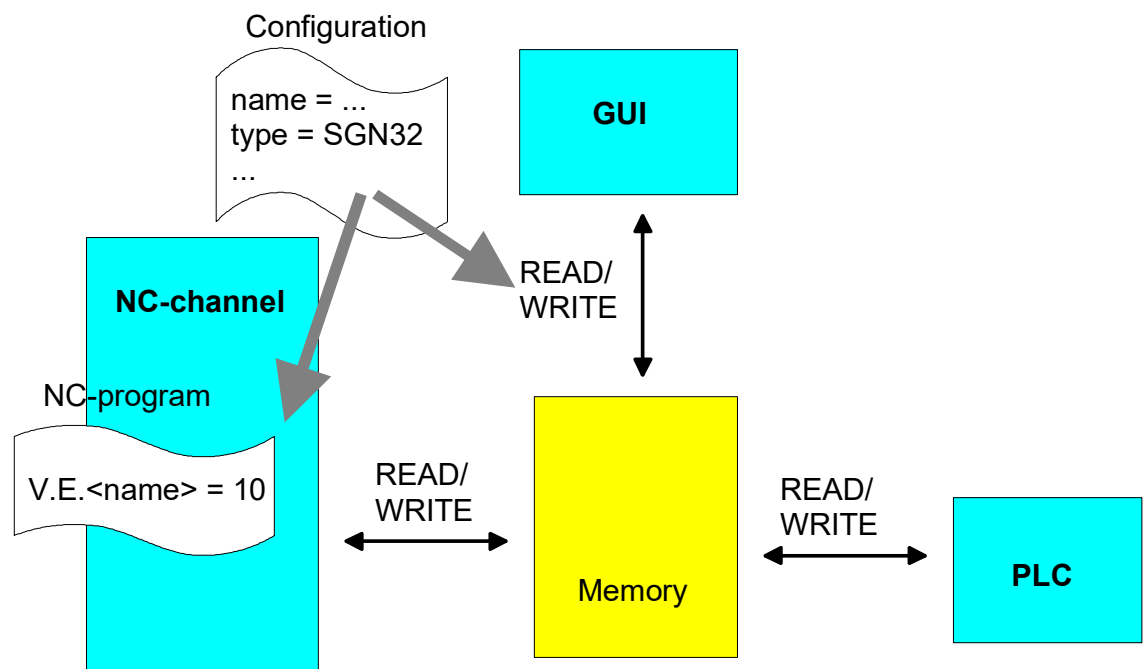 Configuration
name = ...
type = SGN32
...
GUI
READ/
WRITE
NC-channel
NC-program
V.E.<name> = 10
READ/
WRITE
Memory
READ/
WRITE
PLC